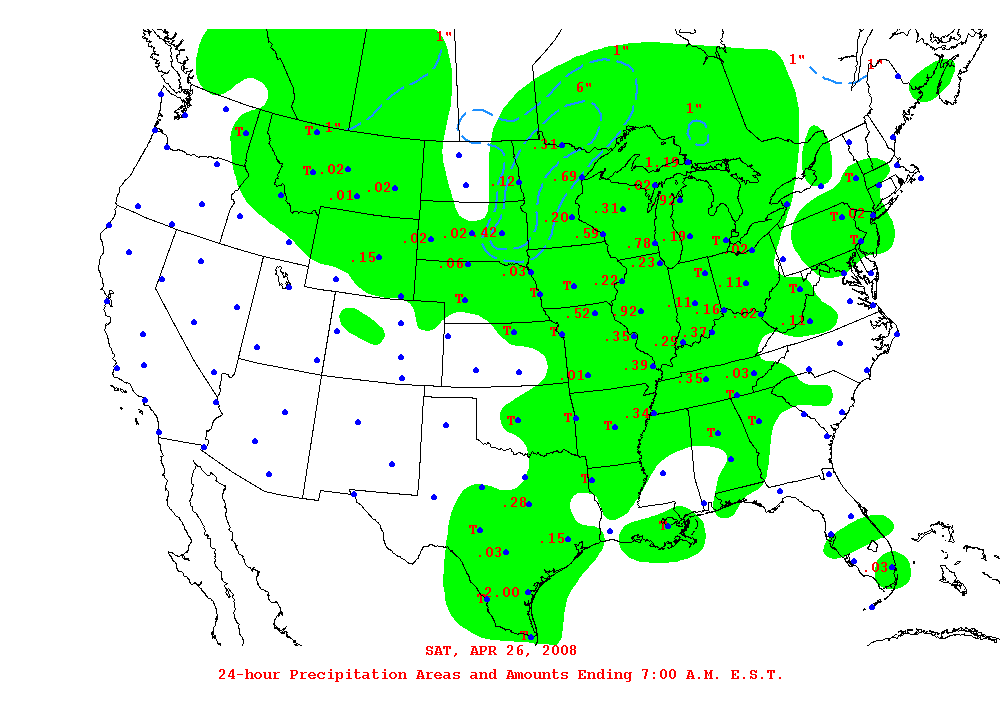 1"
1"
1" 1"
6"
1"
T T 1"
.31
T .02 1.19
.12 .69 T
.01 .02 .02
.92
.20 .31 T .02
.02 .02 .42 .59 .19 T T
.78 .02
.15 .06 .23
.03 T
.22 .11
T T T T
.52 .92 .11 .16 .02 .11
T T .35 .37
.29
.01 .39 .35 .03
T
T T T .34 T
T
T
.28
T .15 T
.03
.03
T 2.00
T
SAT, APR 26, 2008
24-hour Precipitation Areas and Amounts Ending 7:00 A.M. E.S.T.